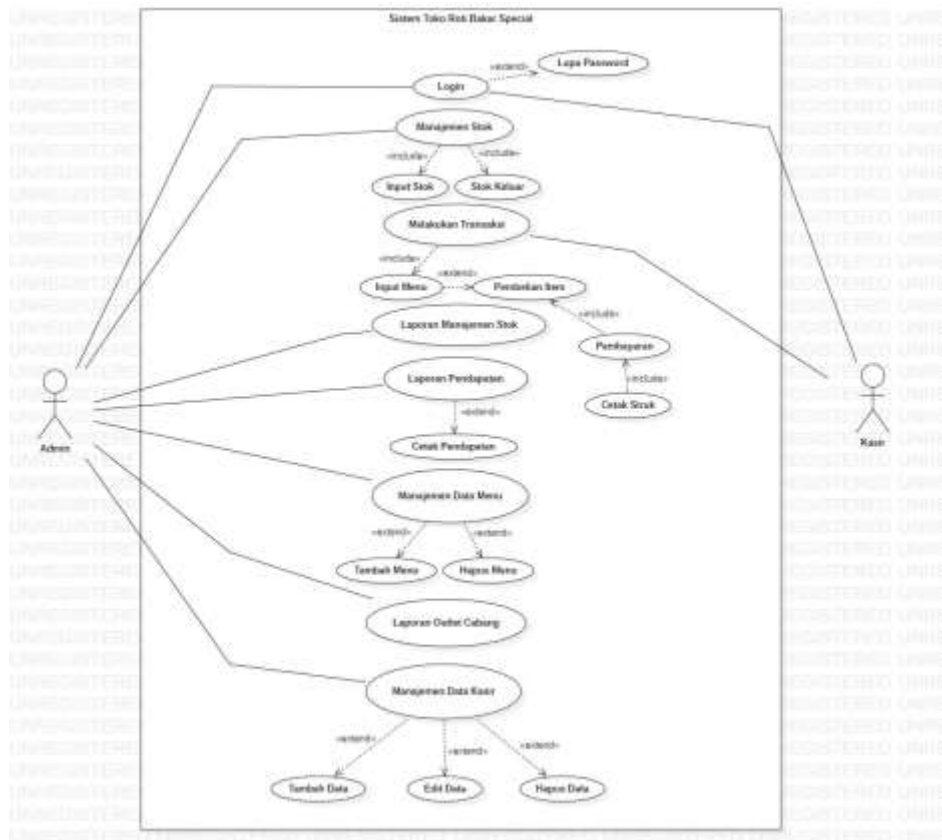 Sistem Toko Roti Bakar Special
Lupa Password
«extend»
Login
Manajemen Stok
«include»
«include»
Input Stok
Stok Keluar
Melakukan Transaksi
«include»
«extend»
Input Menu
Pembelian Item
«include»
Laporan Manajemen Stok
Pembayaran
«include»
Laporan Pendapatan
Cetak Struk
«extend»
Admin
Kasir
Cetak Pendapatan
Manajemen Data Menu
«extend»
«extend»
Tambah Menu
Hapus Menu
Laporan Outlet Cabang
Manajemen Data Kasir
«extend»
«extend»
«extend»
Tambah Data
Edit Data
Hapus Data